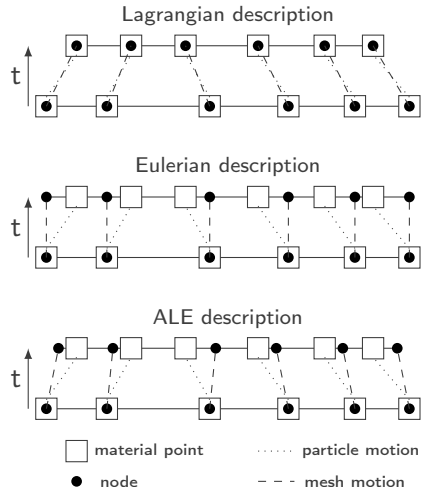 Lagrangian description
t
Eulerian description
t
ALE description
t
material point
particle motion
node
mesh motion